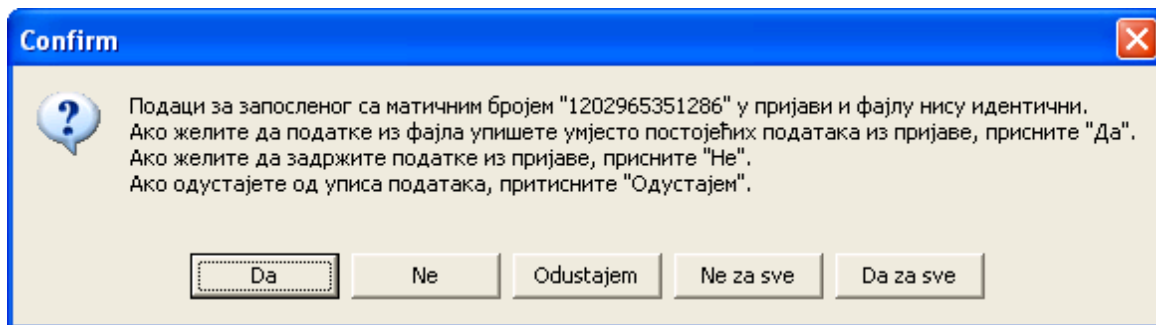 Confirm
Подаци за запосленог са матичним бројем "1202965351286" у пријави и фајлу нису идентични.
Ако желите да податке из фајла упишете умјесто постојећих података из пријаве, присните "Да".
Ако желите да задржите податке из пријаве, присните "Не".
Ако одустајете од уписа података, притисните "Одустајем".
Da Ne Odustajem Ne za sve Da za sve